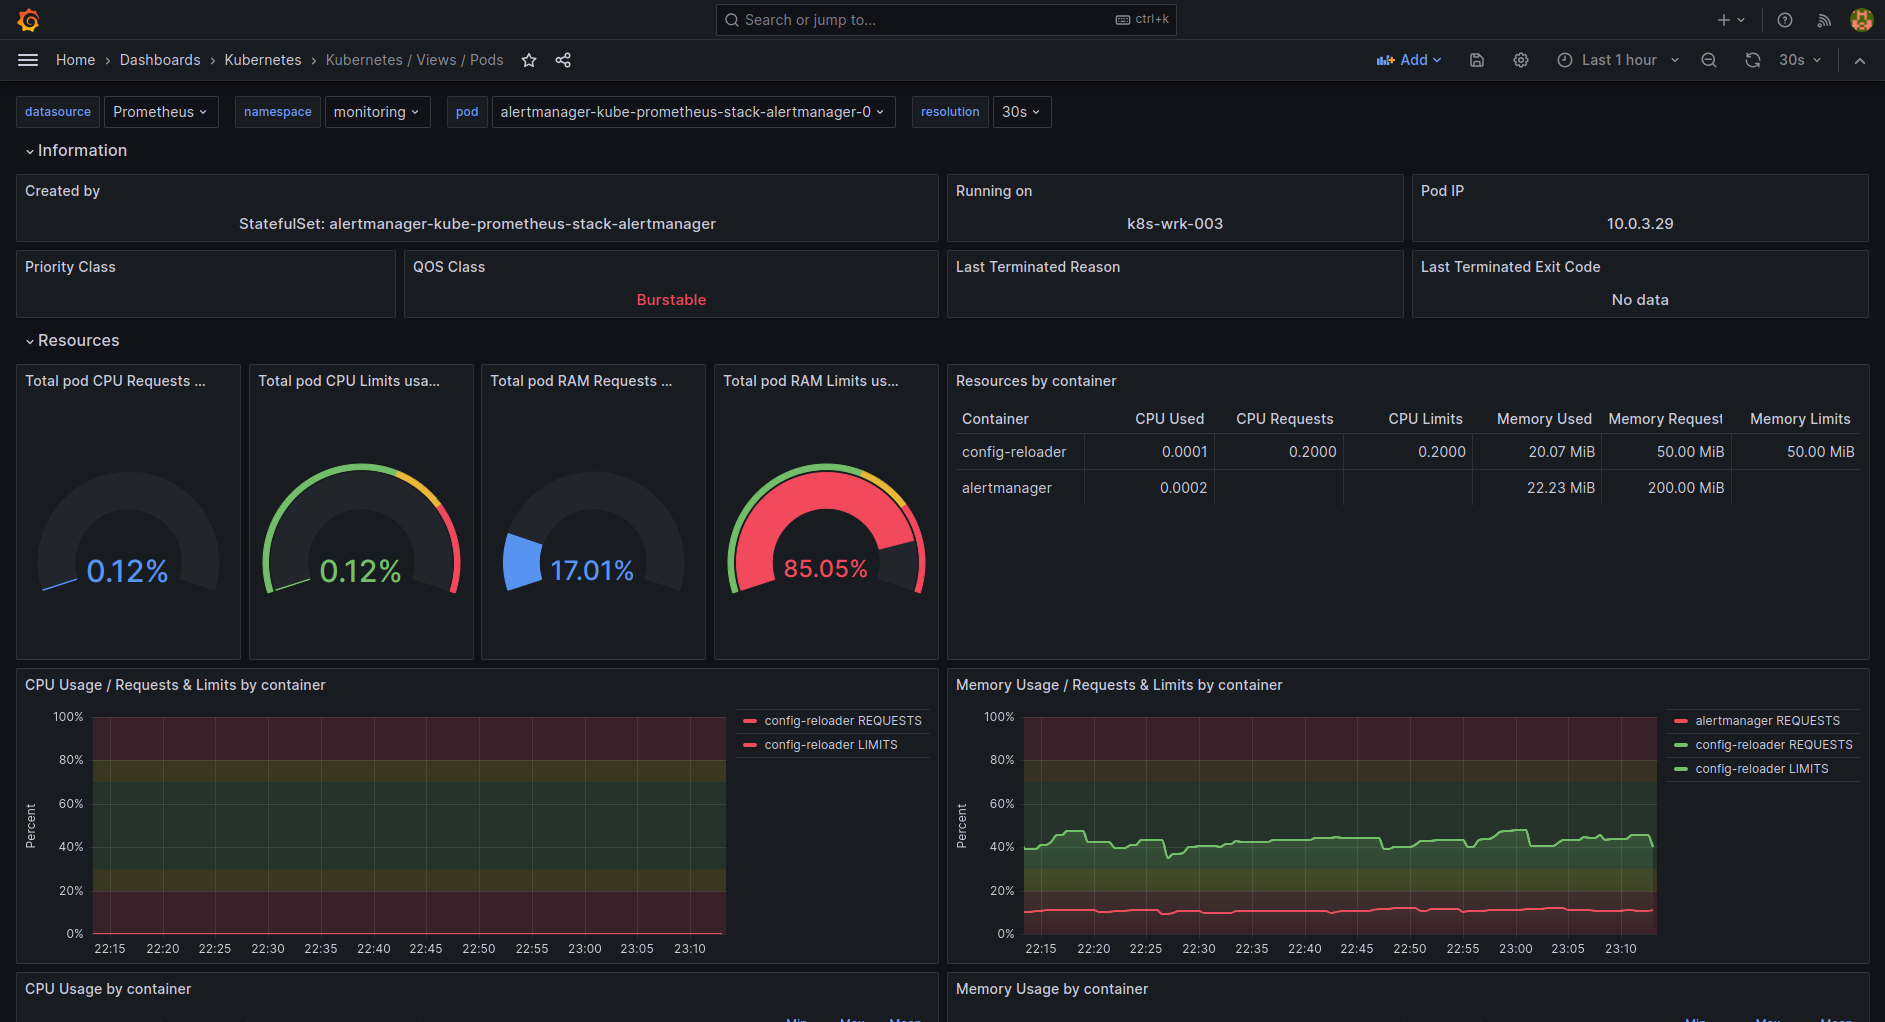 Search or jump to...
ctrl+k
Home › Dashboards › Kubernetes › Kubernetes / Views / Pods
Add
Last 1 hour
30s
datasource Prometheus namespace monitoring pod alertmanager-kube-prometheus-stack-alertmanager-0 resolution 30s
Information
Created by
StatefulSet: alertmanager-kube-prometheus-stack-alertmanager
Running on
k8s-wrk-003
Pod IP
10.0.3.29
Priority Class
QOS Class
Burstable
Last Terminated Reason
Last Terminated Exit Code
No data
Resources
Total pod CPU Requests ...
0.12%
Total pod CPU Limits usa...
0.12%
Total pod RAM Requests ...
17.01%
Total pod RAM Limits us...
85.05%
Resources by container
Container CPU Used CPU Requests CPU Limits Memory Used Memory Request Memory Limits
config-reloader 0.0001 0.2000 0.2000 20.07 MiB 50.00 MiB 50.00 MiB
alertmanager 0.0002 22.23 MiB 200.00 MiB
CPU Usage / Requests & Limits by container
Percent
100%
80%
60%
40%
20%
0%
22:15 22:20 22:25 22:30 22:35 22:40 22:45 22:50 22:55 23:00 23:05 23:10
config-reloader REQUESTS
config-reloader LIMITS
Memory Usage / Requests & Limits by container
Percent
100%
80%
60%
40%
20%
0%
22:15 22:20 22:25 22:30 22:35 22:40 22:45 22:50 22:55 23:00 23:05 23:10
alertmanager REQUESTS
config-reloader REQUESTS
config-reloader LIMITS
CPU Usage by container
Min Max Mean
Memory Usage by container
Min Max Mean